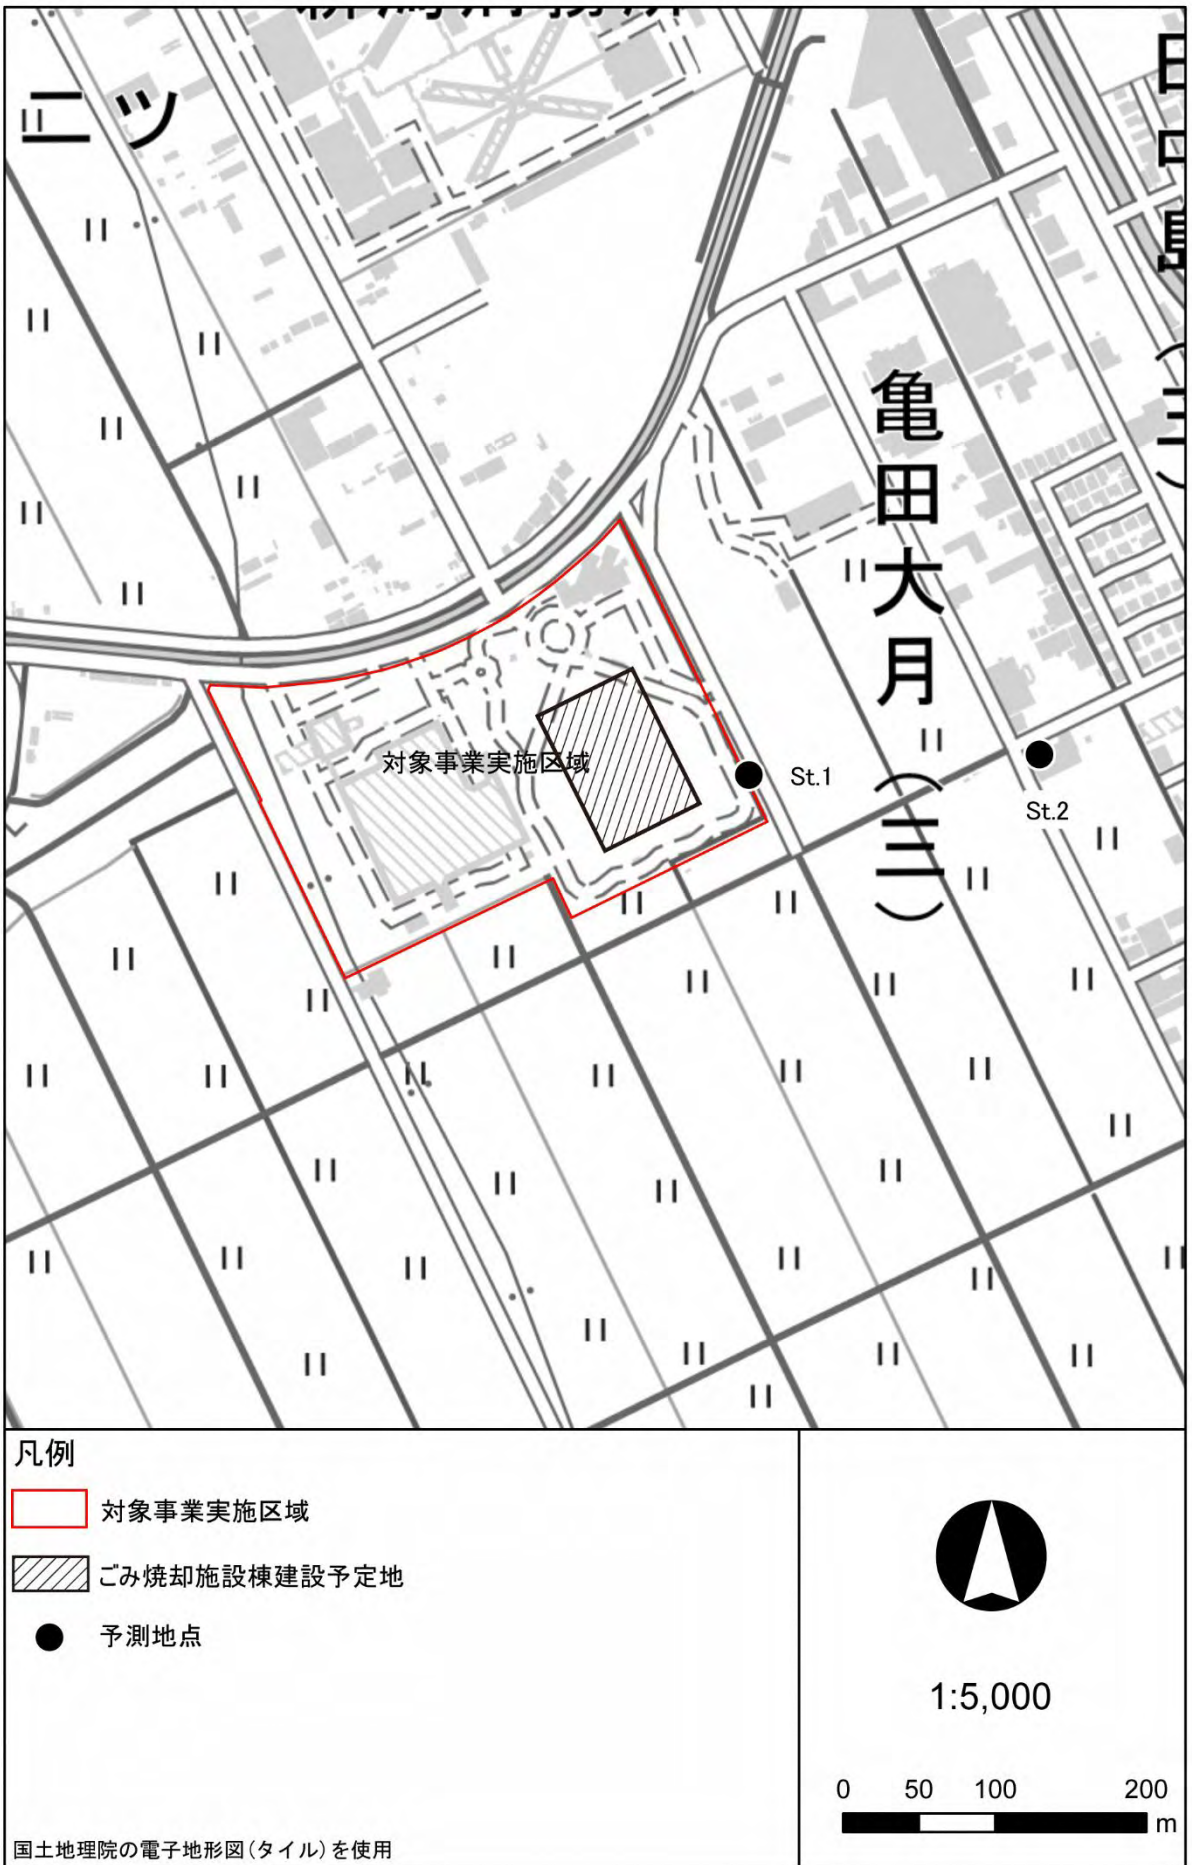 二ツ
亀田大月(三)
対象事業実施区域
St.1
St.2
凡例
対象事業実施区域
ごみ焼却施設棟建設予定地
予測地点
1:5,000
0 50 100 200
m
国土地理院の電子地形図(タイル)を使用